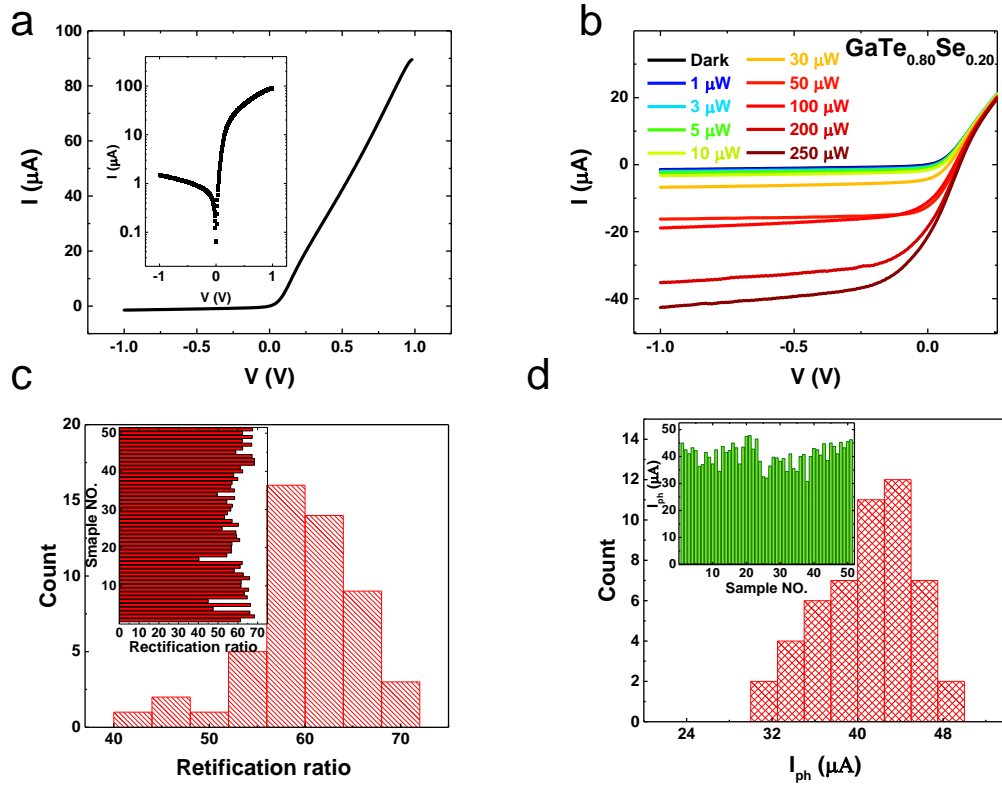 a
100
80
60
40
20
0
I (µA)
-1.0
-0.5
0.0
0.5
1.0
V (V)
100
10
1
0.1
I (µA)
-1
0
1
V (V)
b
GaTe0.80Se0.20
Dark
1 µW
3 µW
5 µW
10 µW
30 µW
50 µW
100 µW
200 µW
250 µW
40
20
0
-20
-40
I (µA)
-1.0
-0.5
0.0
V (V)
c
20
15
10
5
0
Count
40
50
60
70
Retification ratio
50
40
30
20
10
Smaple NO.
0 10 20 30 40 50 60 70
Rectification ratio
d
14
12
10
8
6
4
2
0
Count
24
32
40
48
Iph (µA)
50
40
30
20
10
0
Iph (µA)
10 20 30 40 50
Sample NO.